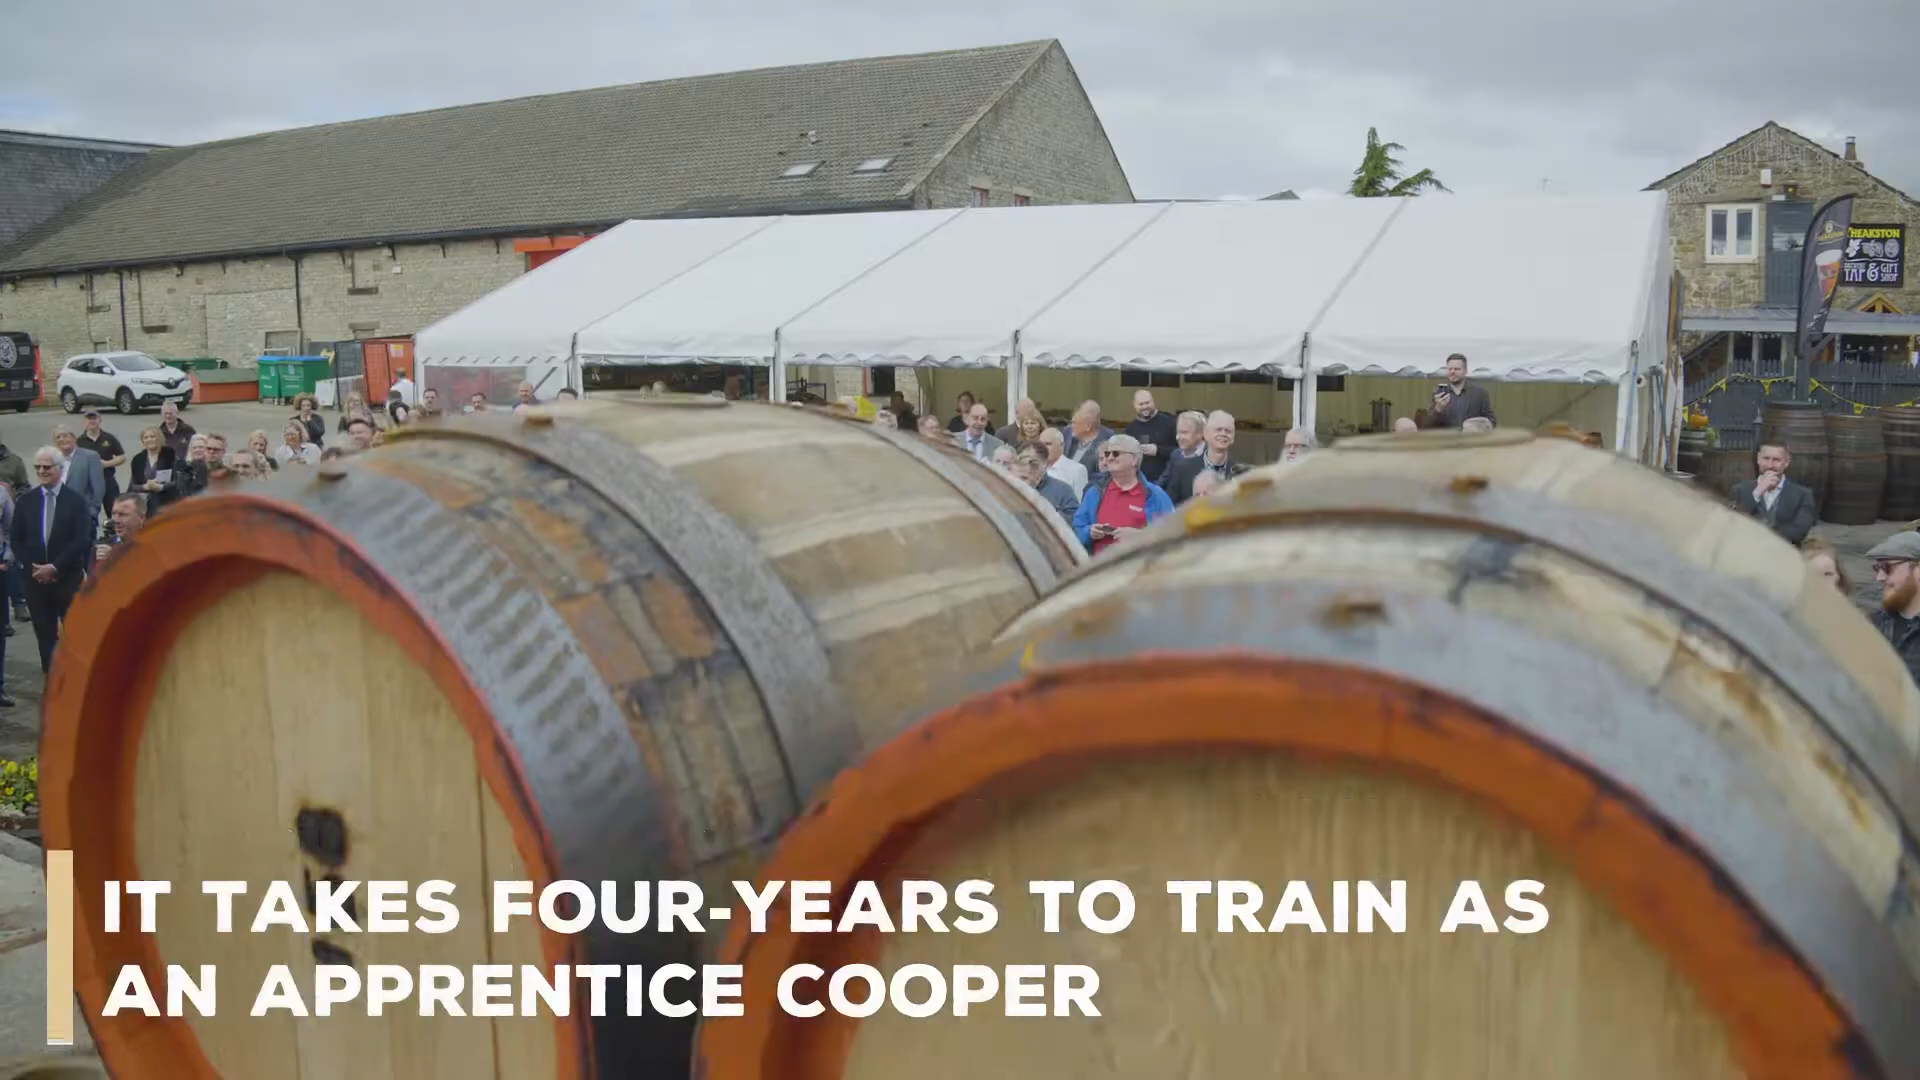 THEAKSTON
TAP & GIFT
SHOP
IT TAKES FOUR-YEARS TO TRAIN AS
AN APPRENTICE COOPER